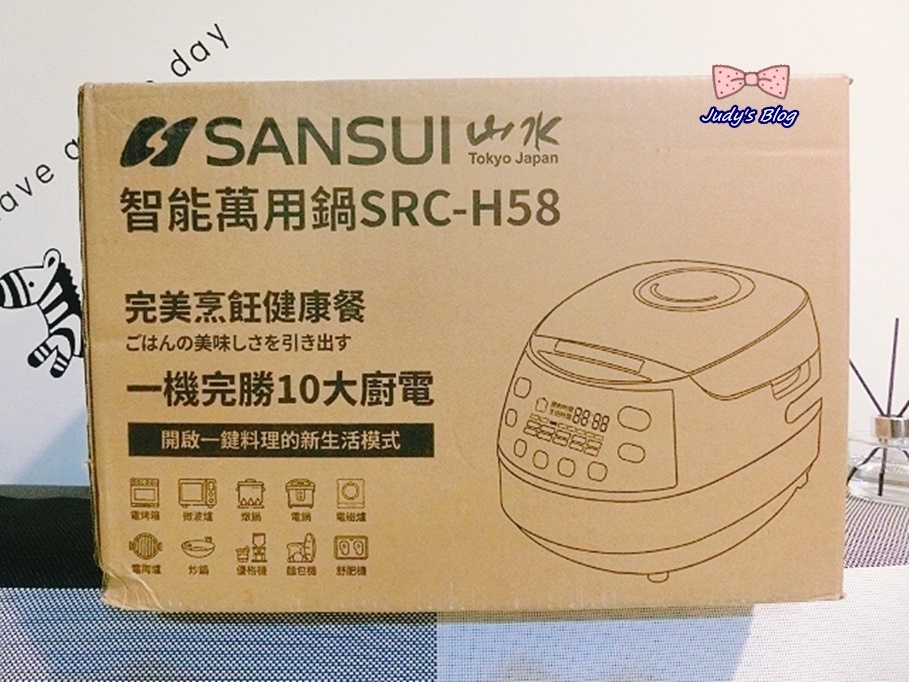 day
Judy's Blog
SANSUI 山水
Tokyo Japan
智能萬用鍋SRC-H58
完美烹飪健康餐
ごはんの美味しさを引き出す
一機完勝10大廚電
開啟一鍵料理的新生活模式
88:88
電烤箱 微波爐 燉鍋 電鍋 電磁爐
電陶爐 炒鍋 優格機 麵包機 舒肥機